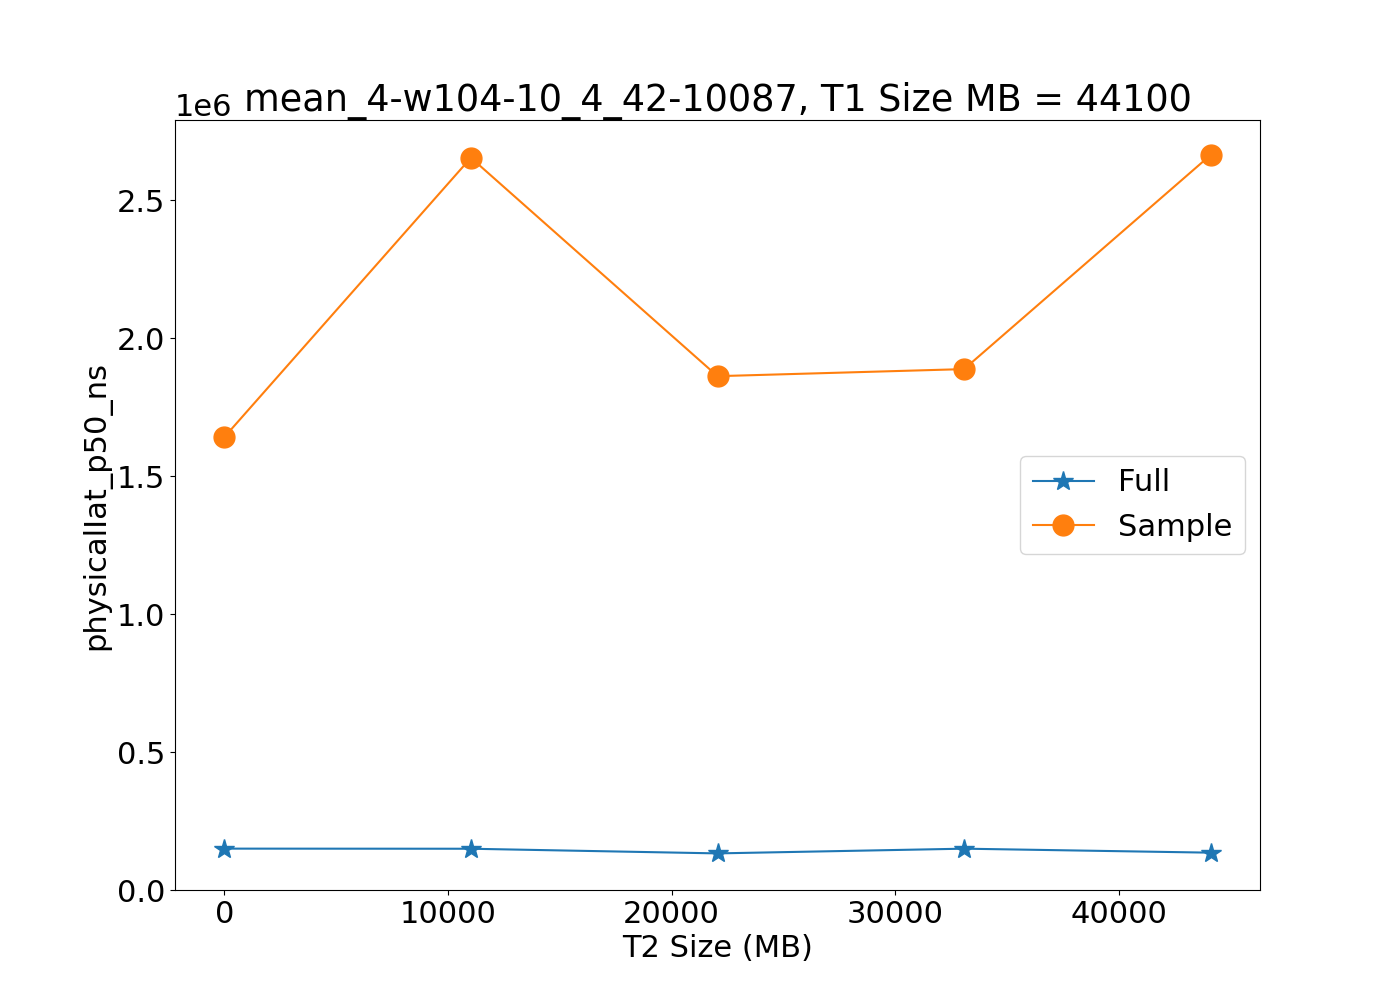 1e6 mean_4-w104-10_4_42-10087, T1 Size MB = 44100
2.5
2.0
1.5
1.0
0.5
0.0
physicallat_p50_ns
Full
Sample
0 10000 20000 30000 40000
T2 Size (MB)